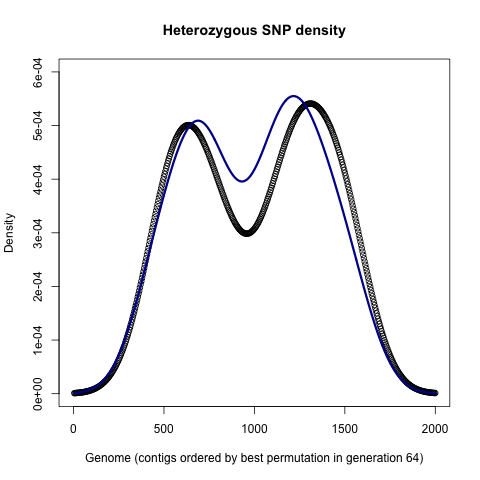 Heterozygous SNP density
6e-04
5e-04
4e-04
3e-04
2e-04
1e-04
0e+00
Density
0 500 1000 1500 2000
Genome (contigs ordered by best permutation in generation 64)